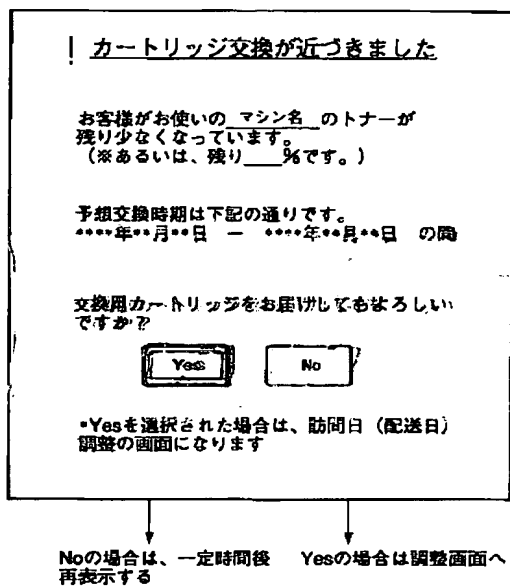 ! カートリッジ交換が近づきました
お客様がお使いの マシン名 のトナーが
残り少なくなっています。
(※あるいは、残り___%です。)
予想交換時期は下記の通りです。
****年**月**日 ー ****年**月**日 の間
交換用カートリッジをお届けしてもよろしい
ですか?
Yes No
*Yesを選択された場合は、訪問日(配送日)
調整の画面になります
Noの場合は、一定時間後 Yesの場合は調整画面へ
再表示する